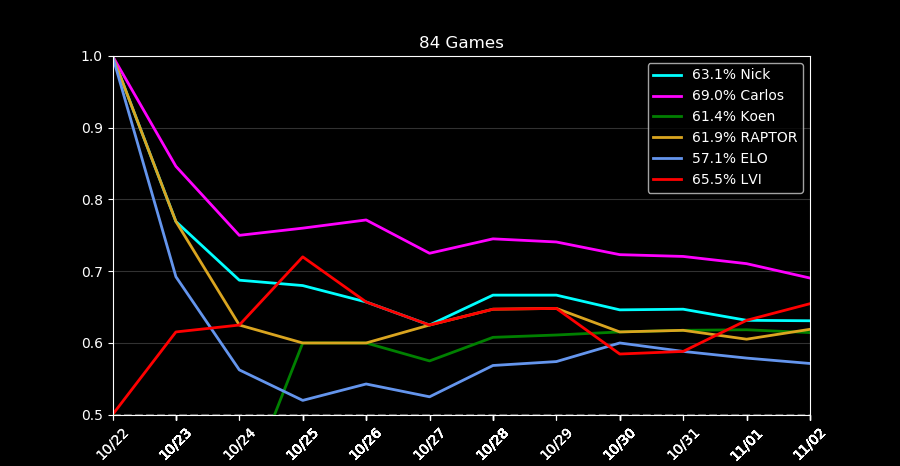 84 Games
1.0
0.9
0.8
0.7
0.6
0.5
63.1% Nick
69.0% Carlos
61.4% Koen
61.9% RAPTOR
57.1% ELO
65.5% LVI
10/22
10/23
10/24
10/25
10/26
10/27
10/28
10/29
10/30
10/31
11/01
11/02